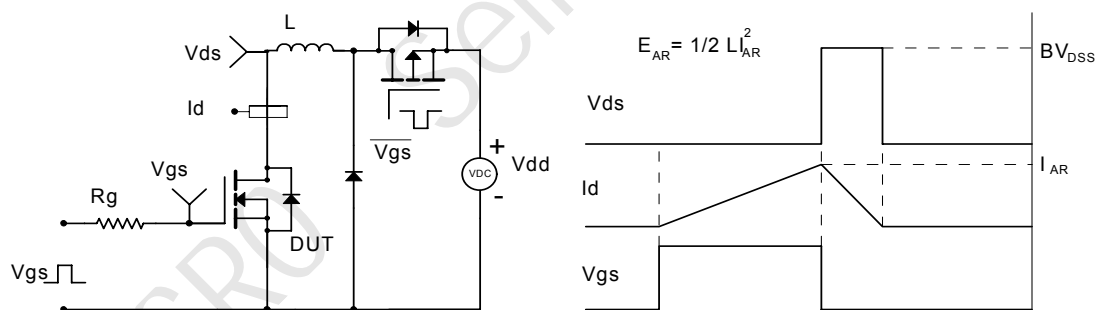 L
E_AR = 1/2 LI_AR^2
Vds
BV_DSS
Id
Vds
Vgs
+
Vdd
Vgs
VDC
-
I_AR
Rg
Id
DUT
Vgs
Vgs